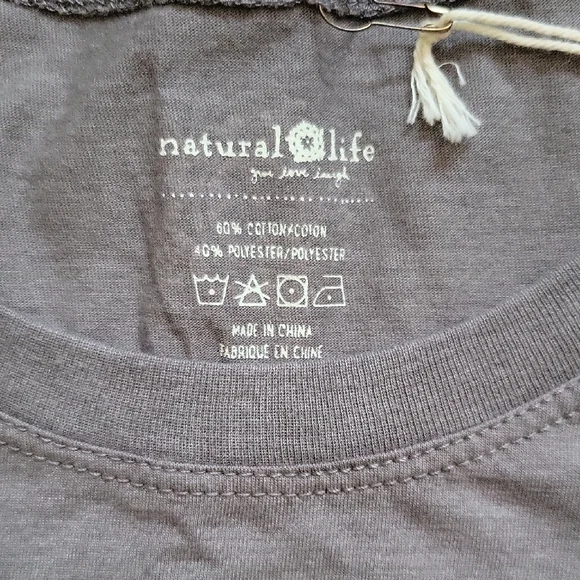 natural life
give love laugh
60% COTTON/COTON
40% POLYESTER/POLYESTER
MADE IN CHINA
FABRIQUE EN CHINE